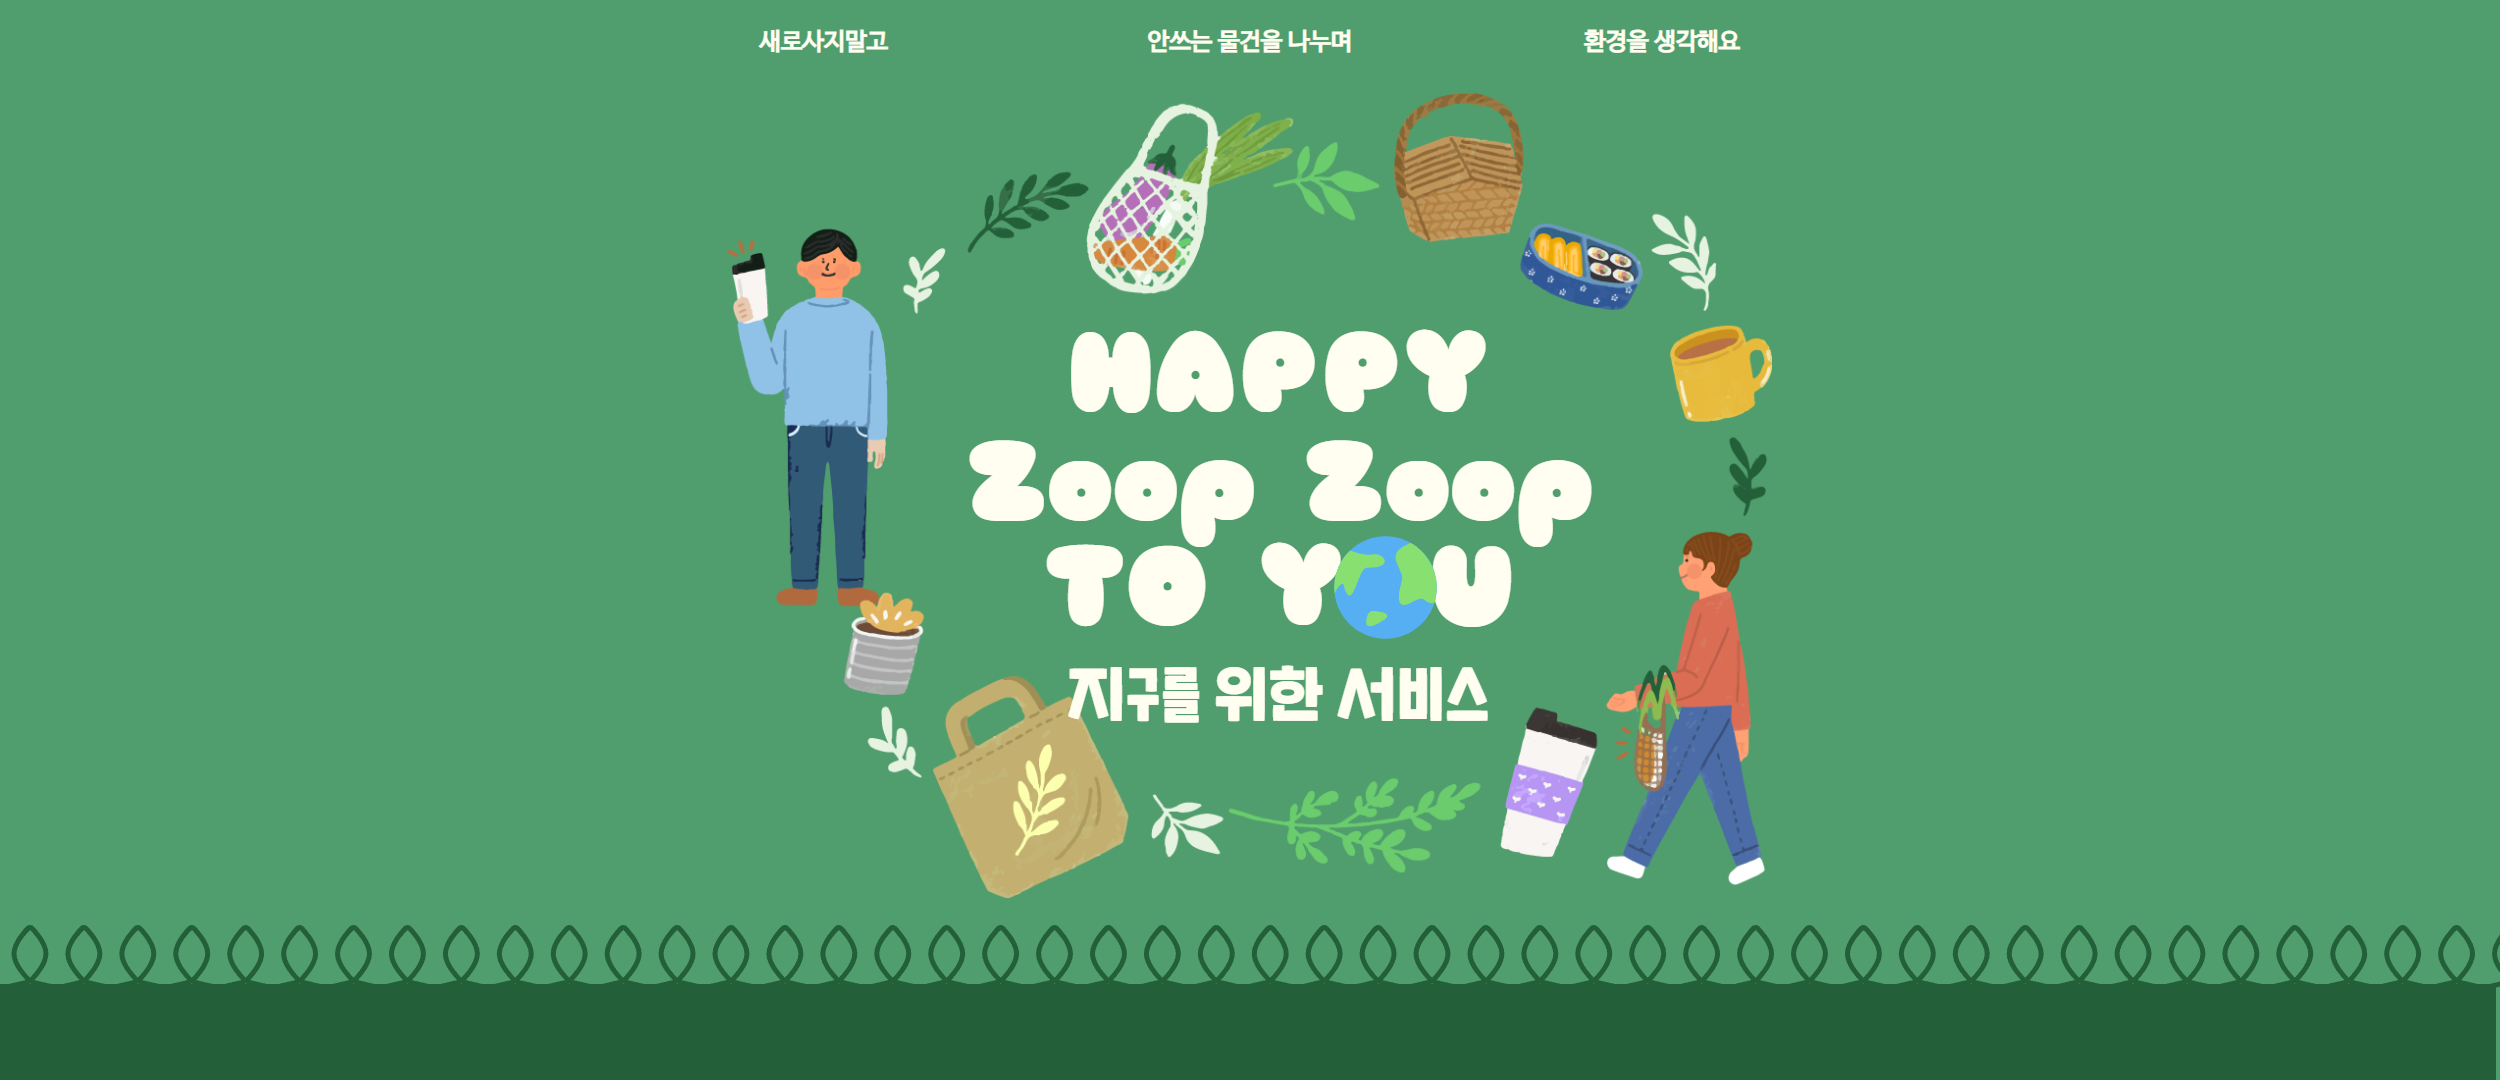 새로사지말고
안쓰는 물건을 나누며
환경을 생각해요
HAPPY
Zoop Zoop
TO YOU
지구를 위한 서비스